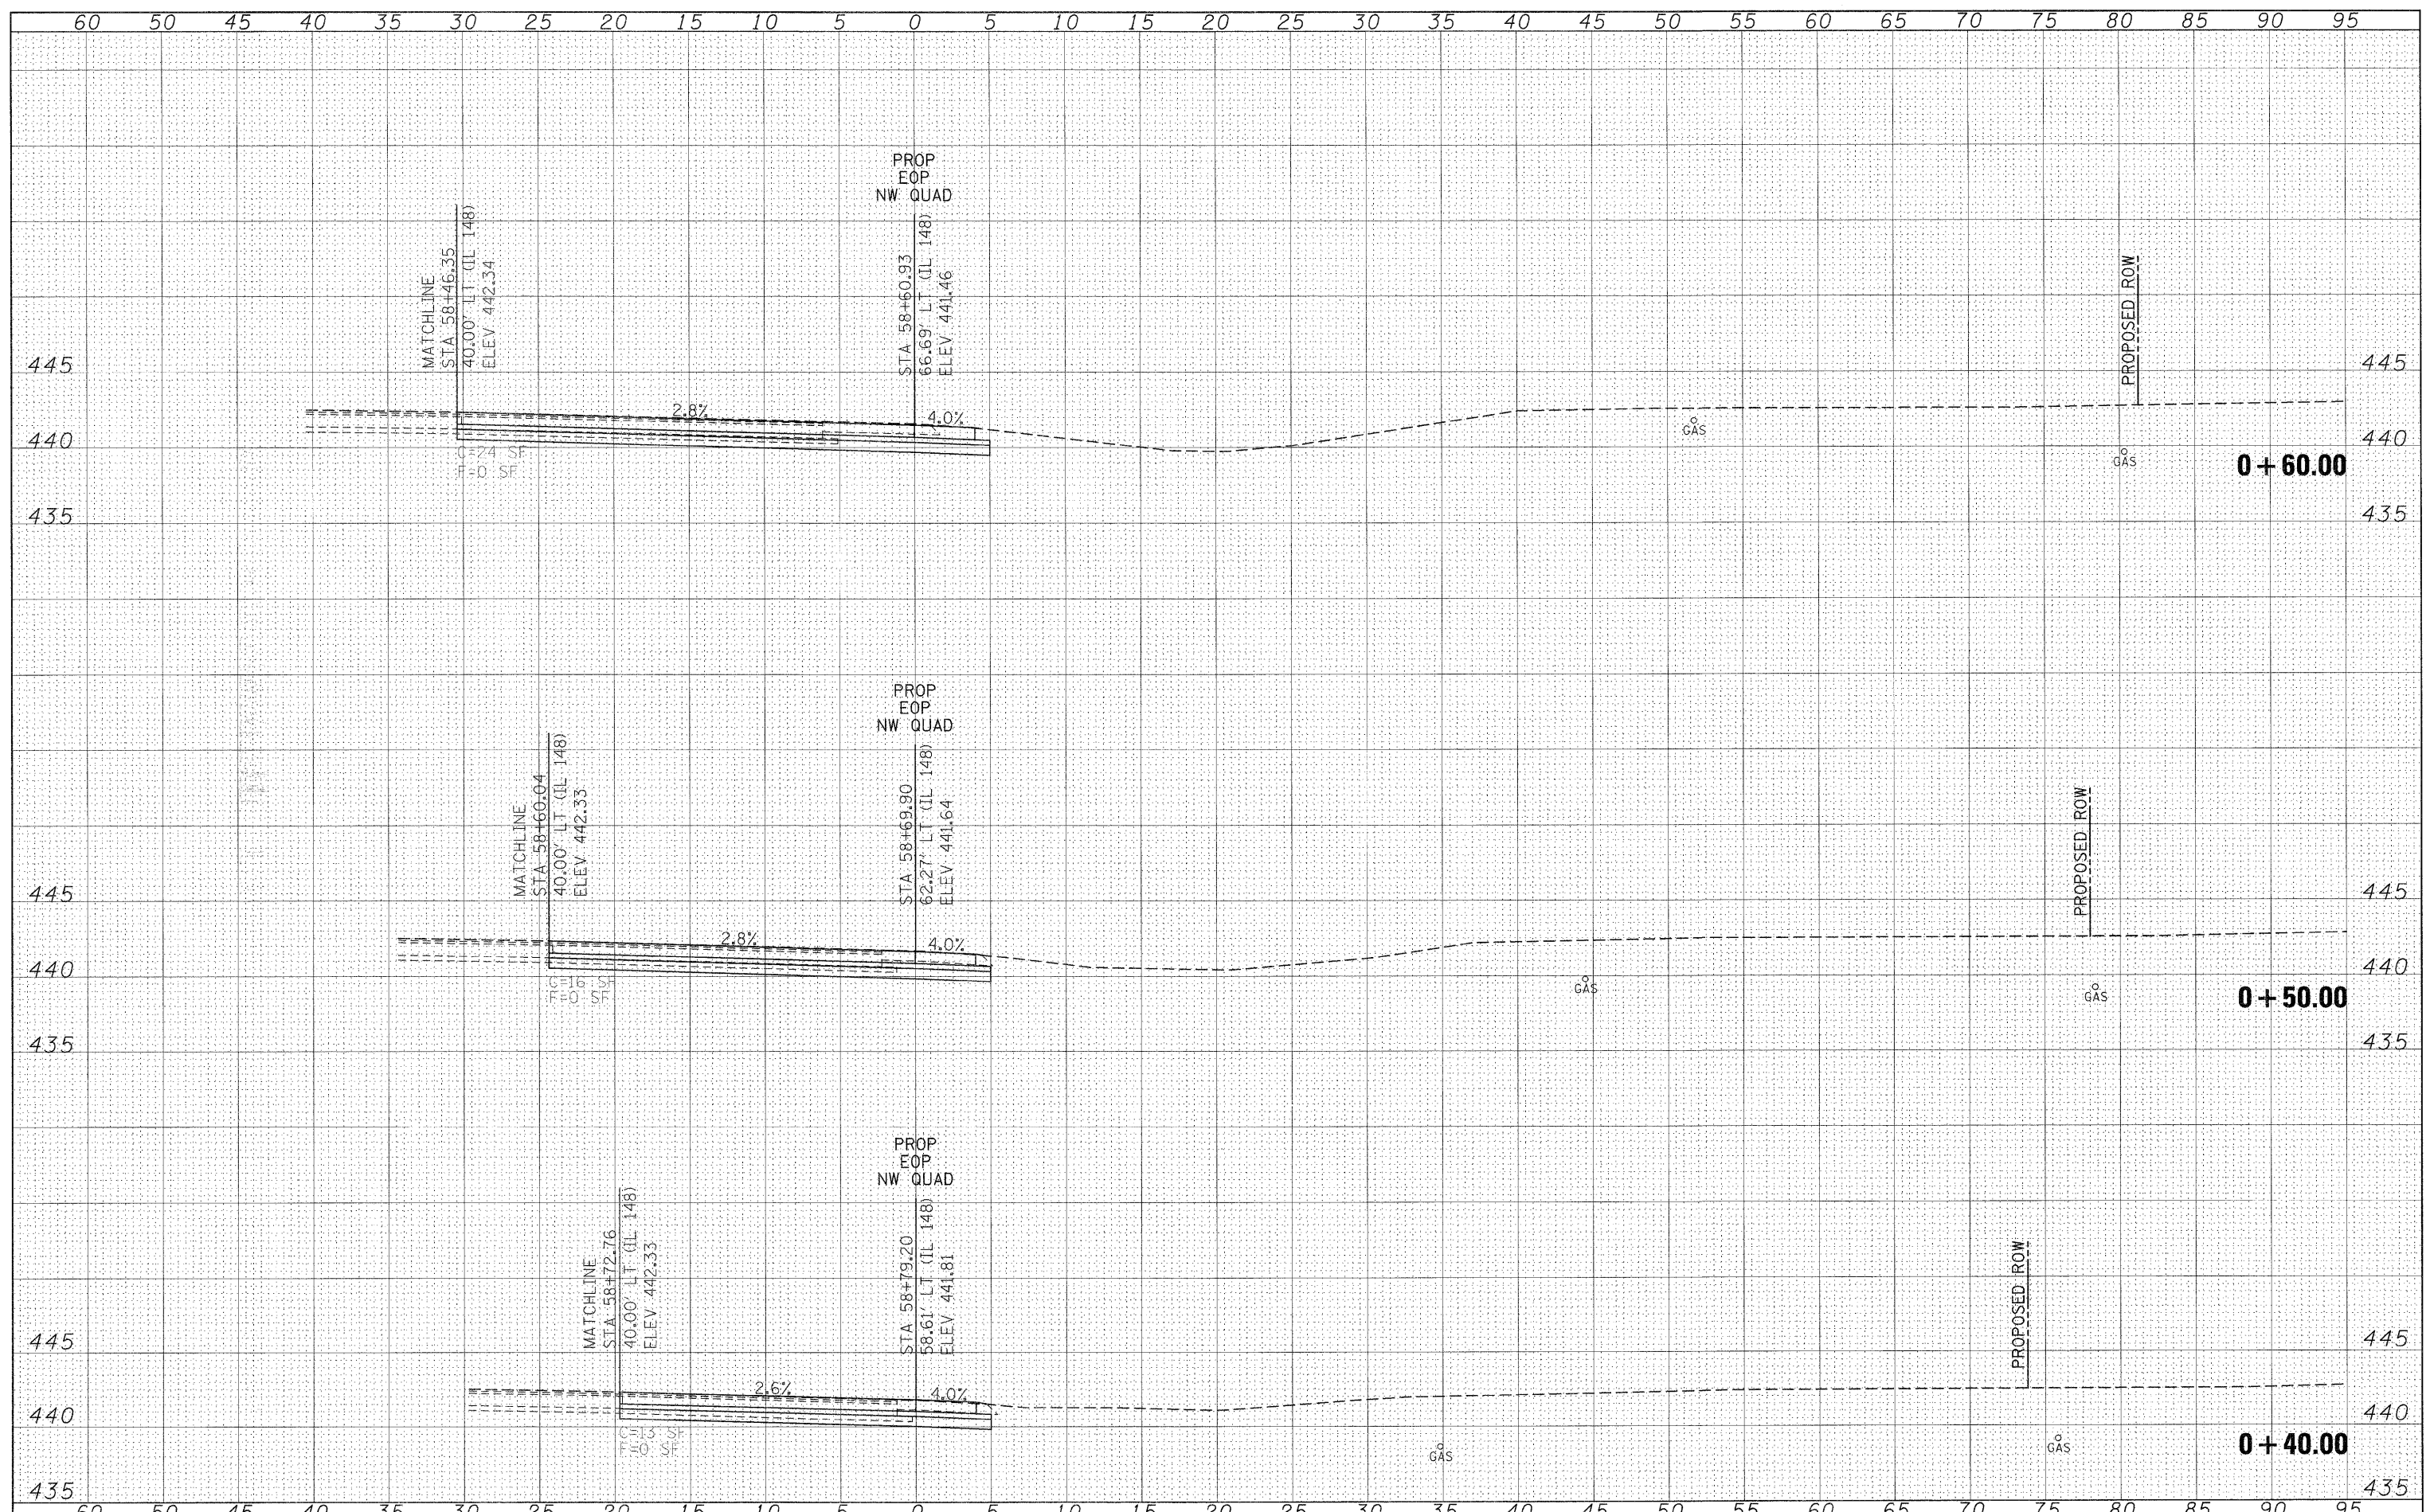 60 50 45 40 35 30 25 20 15 10 5 0 5 10 15 20 25 30 35 40 45 50 55 60 65 70 75 80 85 90 95
PROP
EOP
NW QUAD
MATCHLINE
STA 58+46.35
40.00' LT (IL 148)
ELEV 442.34
STA 58+60.93
66.69' LT (IL 148)
ELEV 441.46
PROPOSED ROW
445
445
2.8%
4.0%
GAS
440
440
C=24 SF
F=0 SF
GAS
0+60.00
435
435
PROP
EOP
NW QUAD
MATCHLINE
STA 58+60.04
40.00' LT (IL 148)
ELEV 442.33
STA 58+69.90
62.27' LT (IL 148)
ELEV 441.64
PROPOSED ROW
445
445
2.8%
4.0%
440
440
C=16 SF
F=0 SF
GAS
GAS
0+50.00
435
435
PROP
EOP
NW QUAD
MATCHLINE
STA 58+72.76
40.00' LT (IL 148)
ELEV 442.33
STA 58+79.20
58.61' LT (IL 148)
ELEV 441.81
PROPOSED ROW
445
445
2.6%
4.0%
440
440
C=13 SF
F=0 SF
GAS
GAS
0+40.00
435
435
60 50 45 40 35 30 25 20 15 10 5 0 5 10 15 20 25 30 35 40 45 50 55 60 65 70 75 80 85 90 95